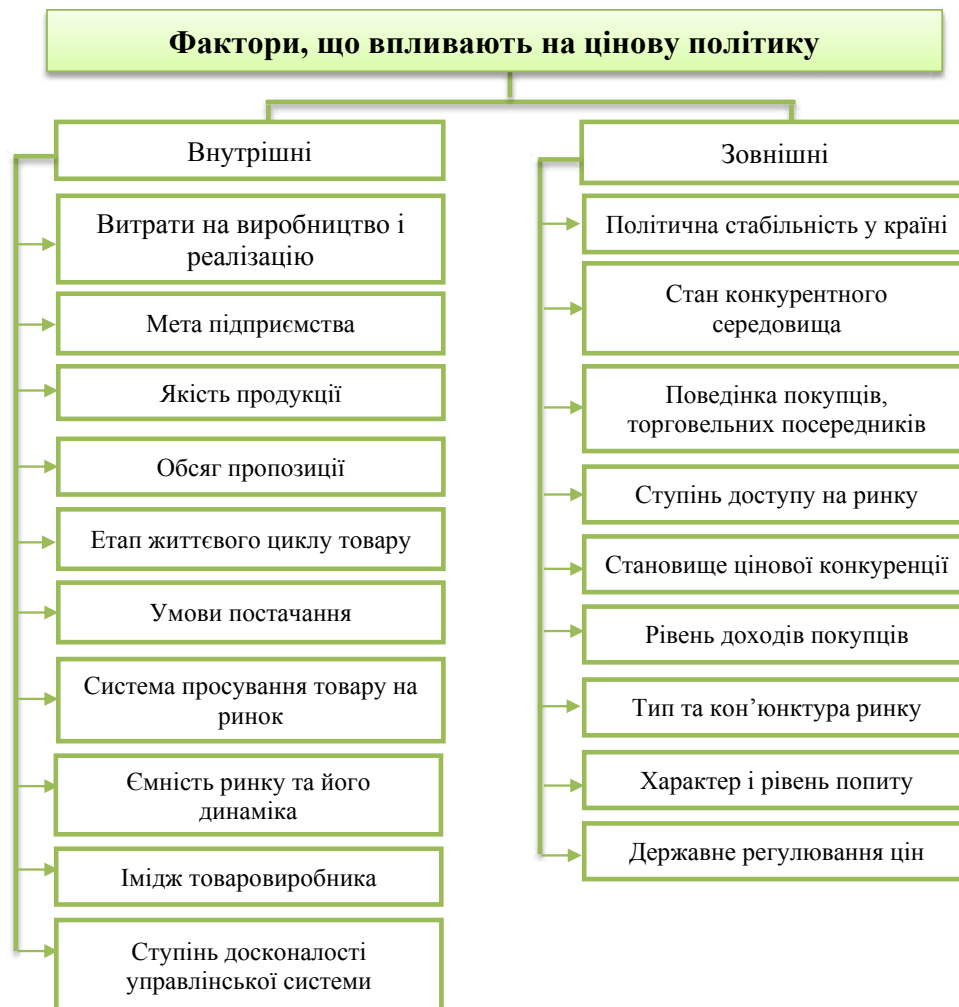 Фактори, що впливають на цінову політику
Внутрішні
Витрати на виробництво і
реалізацію
Мета підприємства
Якість продукції
Обсяг пропозиції
Етап життєвого циклу товару
Умови постачання
Система просування товару на
ринок
Ємність ринку та його
динаміка
Імідж товаровиробника
Ступінь досконалості
управлінської системи
Зовнішні
Політична стабільність у країні
Стан конкурентного
середовища
Поведінка покупців,
торговельних посередників
Ступінь доступу на ринку
Становище цінової конкуренції
Рівень доходів покупців
Тип та кон’юнктура ринку
Характер і рівень попиту
Державне регулювання цін